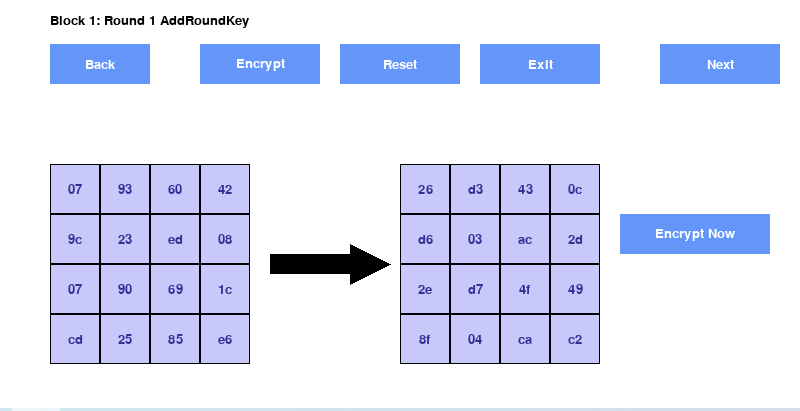 Block 1: Round 1 AddRoundKey
Back Encrypt Reset Exit Next
07 93 60 42 26 d3 43 0c
9c 23 ed 08 d6 03 ac 2d
Encrypt Now
07 90 69 1c 2e d7 4f 49
cd 25 85 e6 8f 04 ca c2